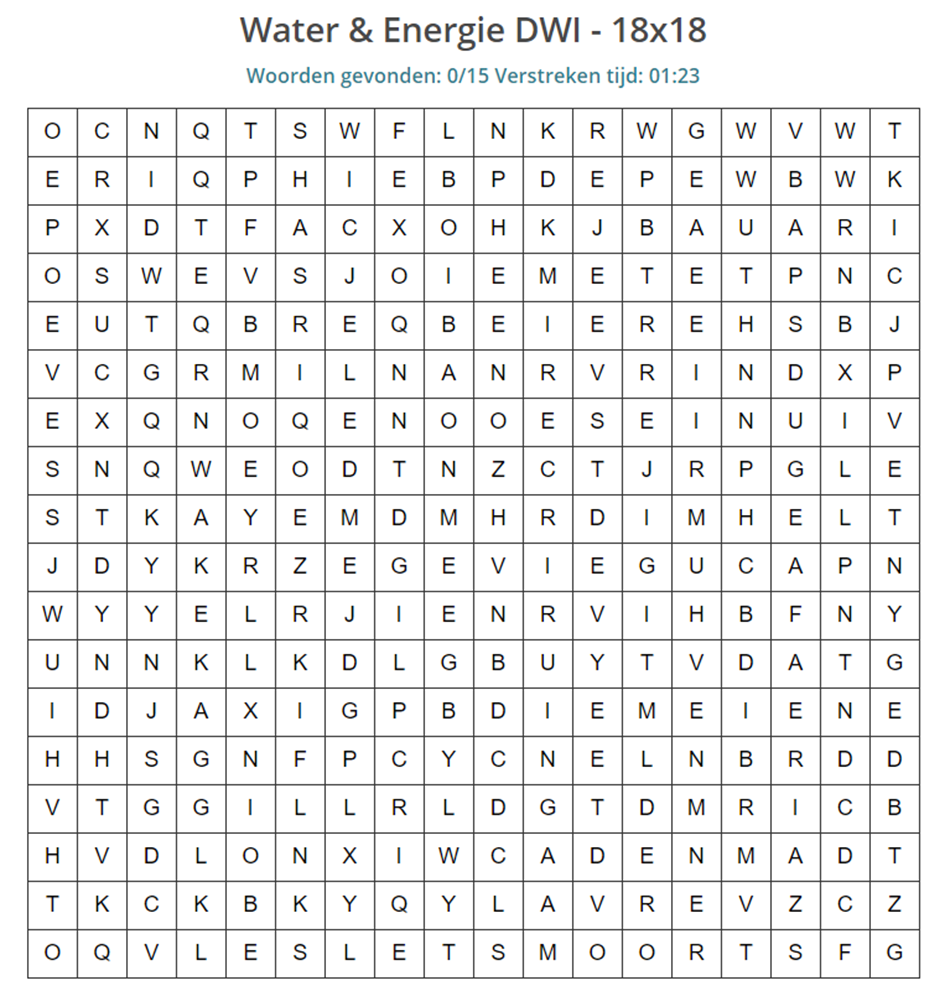 Water & Energie DWI - 18x18
Woorden gevonden: 0/15 Verstreken tijd: 01:23
O C N Q T S W F L N K R W G W V W T
E R I Q P H I E B P D E P E W B W K
P X D T F A C X O H K J B A U A R I
O S W E V S J O I E M E T E T P N C
E U T Q B R E Q B E I E R E H S B J
V C G R M I L N A N R V R I N D X P
E X Q N O Q E N O O E S E I N U I V
S N Q W E O D T N Z C T J R P G L E
S T K A Y E M D M H R D I M H E L T
J D Y K R Z E G E V I E G U C A P N
W Y Y E L R J I E N R V I H B F N Y
U N N K L K D L G B U Y T V D A T G
I D J A X I G P B D I E M E I E N E
H H S G N F P C Y C N E L N B R D D
V T G G I L L R L D G T D M R I C B
H V D L O N X I W C A D E N M A D T
T K C K B K Y Q Y L A V R E V Z C Z
O Q V L E S L E T S M O O R T S F G